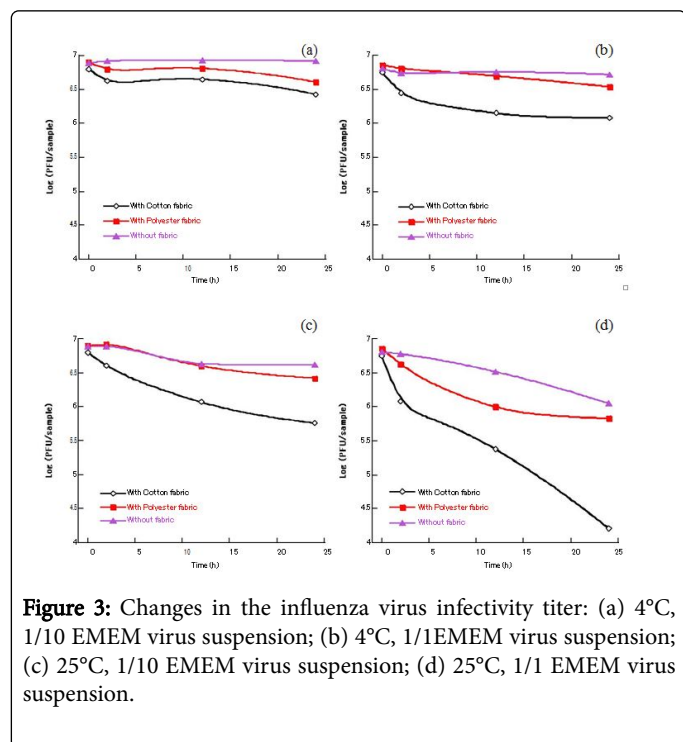 (a)
7
6.5
6
5.5
5
4.5
4
Log (PFU/sample)
With Cotton fabric
With Polyester fabric
Without fabric
0 5 10 15 20 25
Time (h)
(b)
7
6.5
6
5.5
5
4.5
4
Log (PFU/sample)
With Cotton fabric
With Polyester fabric
Without fabric
0 5 10 15 20 25
Time (h)
(c)
7
6.5
6
5.5
5
4.5
4
Log (PFU/sample)
With Cotton fabric
With Polyester fabric
Without fabric
0 5 10 15 20 25
Time (h)
(d)
7
6.5
6
5.5
5
4.5
4
Log (PFU/sample)
With Cotton fabric
With Polyester fabric
Without fabric
0 5 10 15 20 25
Time (h)
Figure 3: Changes in the influenza virus infectivity titer: (a) 4°C,
1/10 EMEM virus suspension; (b) 4°C, 1/1EMEM virus suspension;
(c) 25°C, 1/10 EMEM virus suspension; (d) 25°C, 1/1 EMEM virus
suspension.